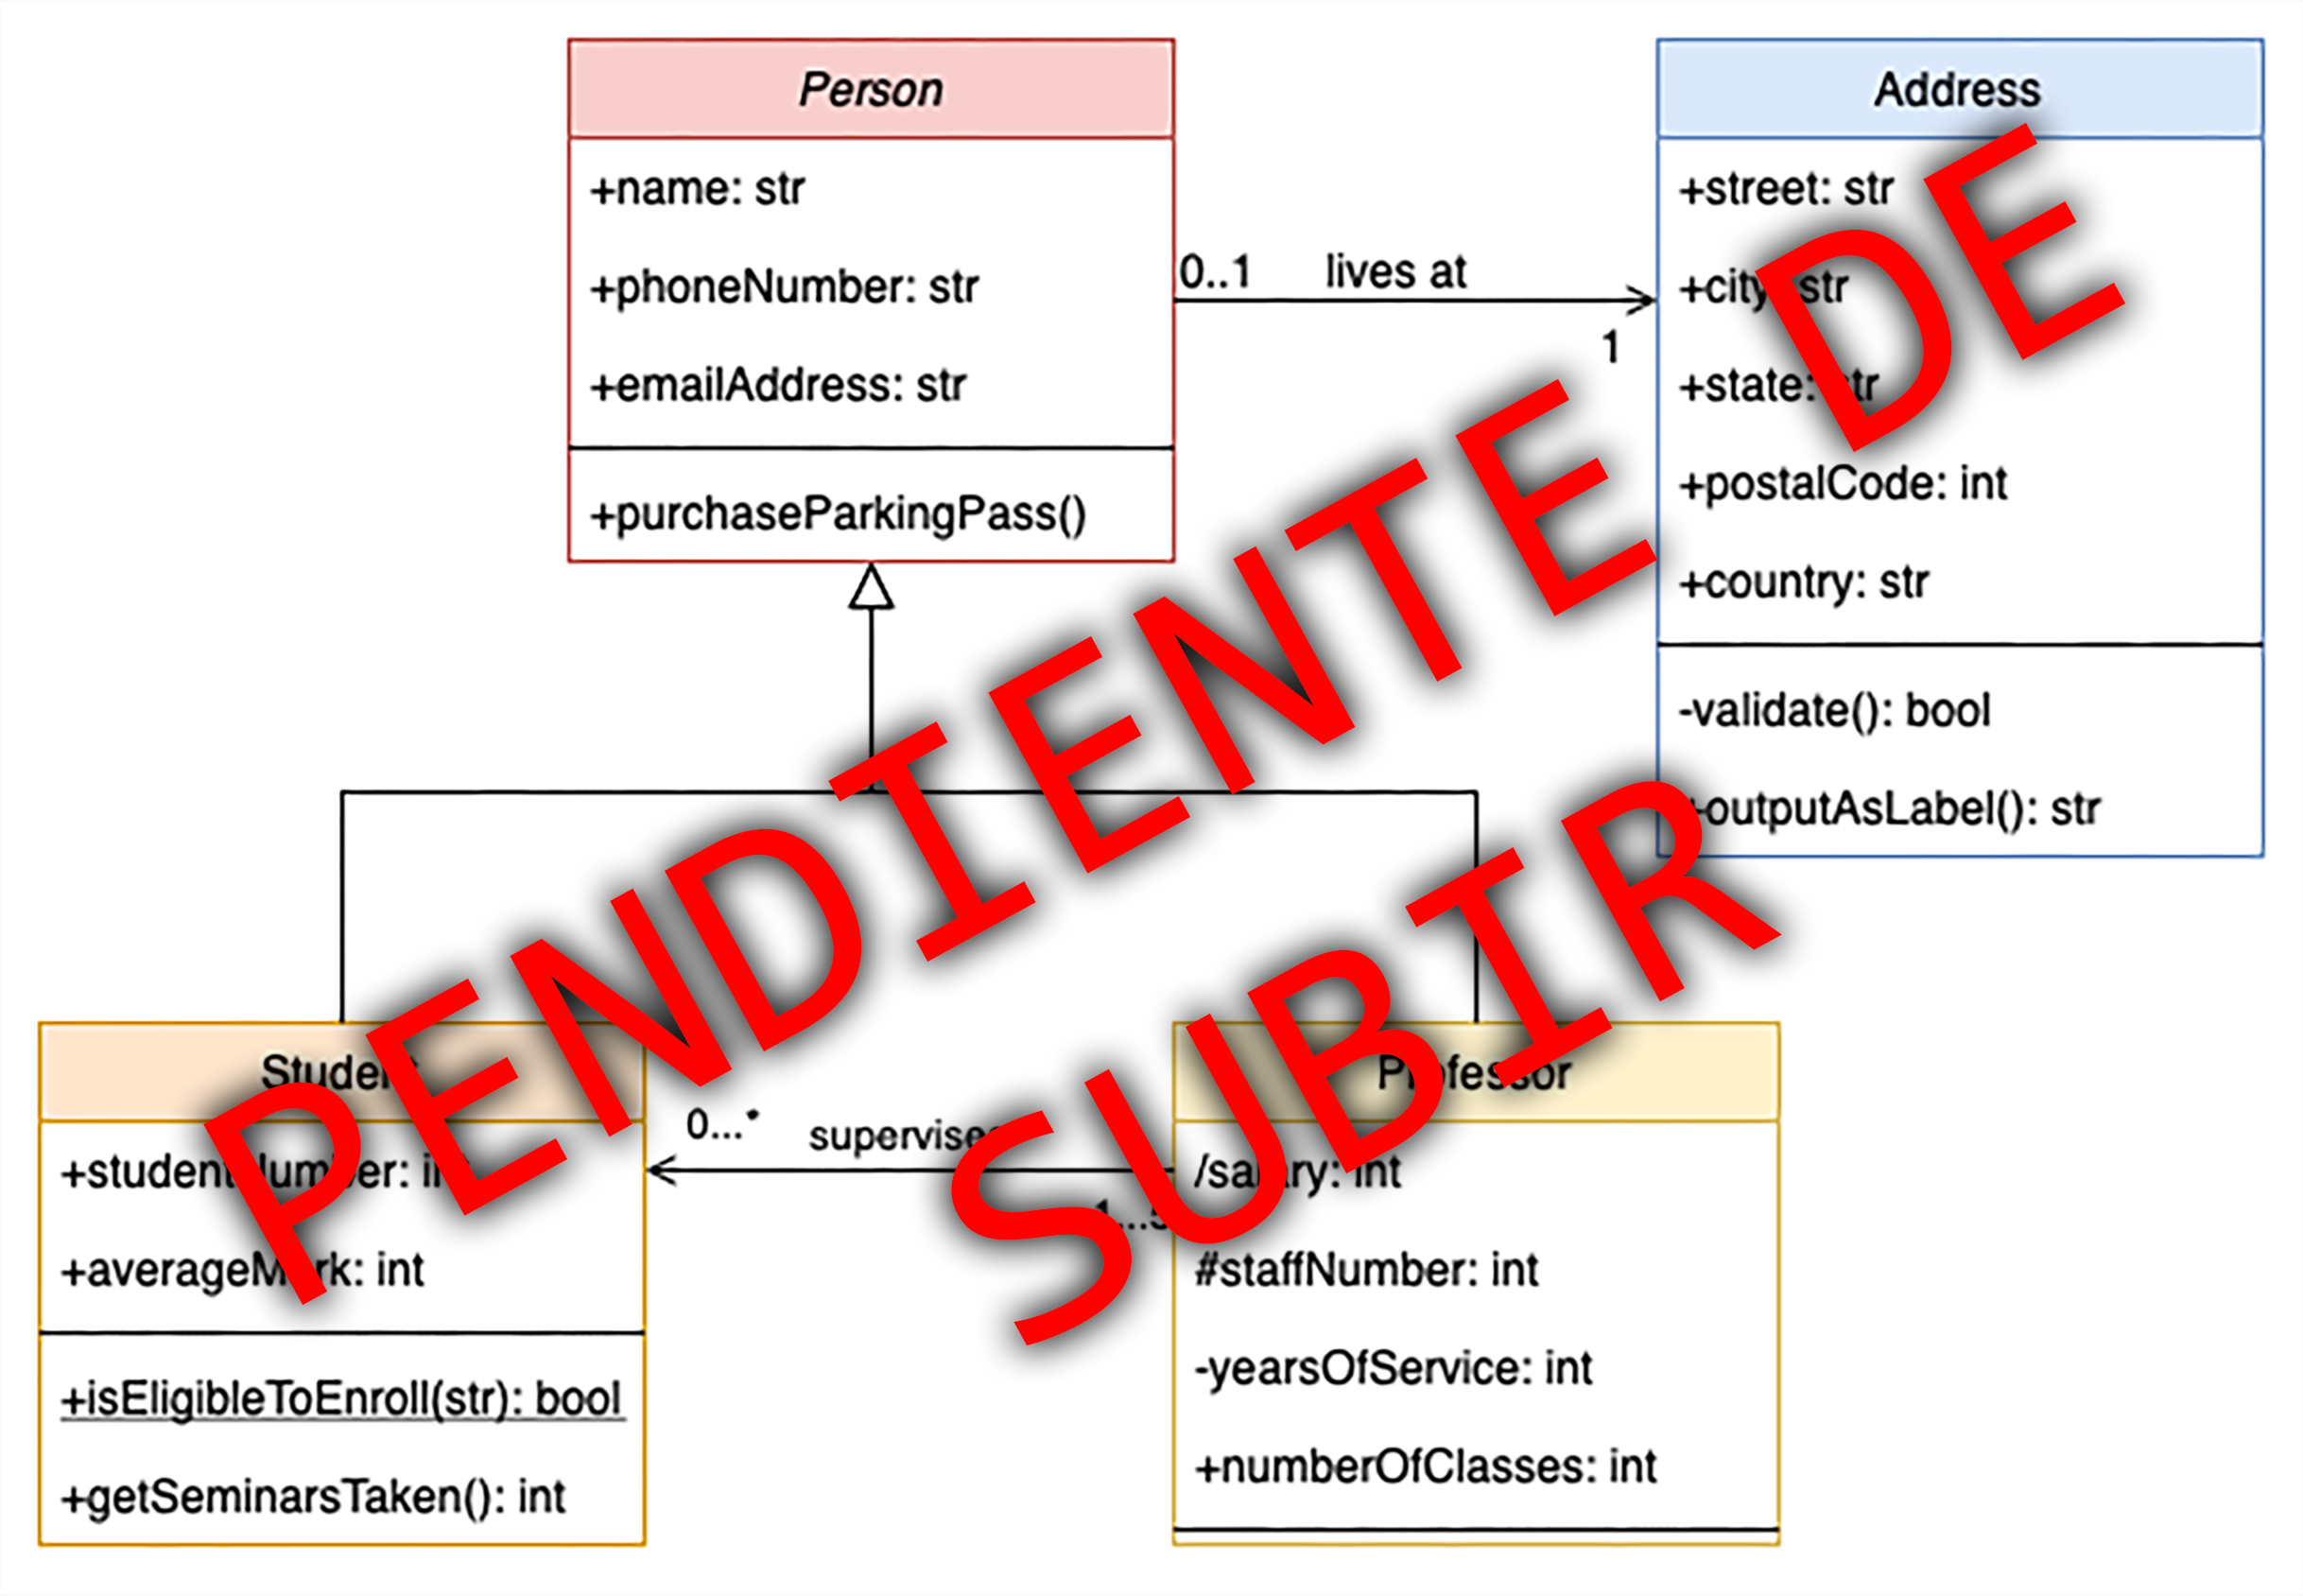 Person
+name: str
+phoneNumber: str
+emailAddress: str
+purchaseParkingPass()
0..1 lives at
1
Address
+street: str
+city: str
+state: str
+postalCode: int
+country: str
-validate(): bool
+outputAsLabel(): str
PENDIENTE DE
SUBIR
Student
+studentNumber: int
+averageMark: int
+isEligibleToEnroll(str): bool
+getSeminarsTaken(): int
0...* supervises
1...5
Professor
/salary: int
#staffNumber: int
-yearsOfService: int
+numberOfClasses: int